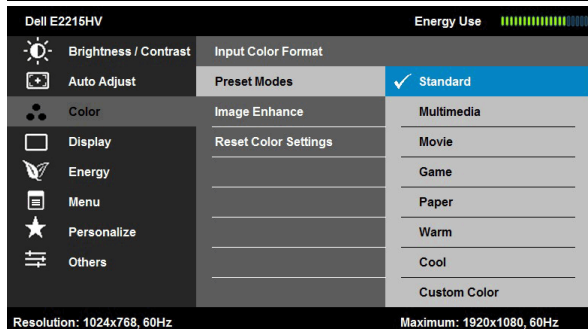 Dell E2215HV Energy Use
Brightness / Contrast Input Color Format
Auto Adjust Preset Modes Standard
Color Image Enhance Multimedia
Display Reset Color Settings Movie
Energy Game
Menu Paper
Personalize Warm
Others Cool
Custom Color
Resolution: 1024x768, 60Hz Maximum: 1920x1080, 60Hz